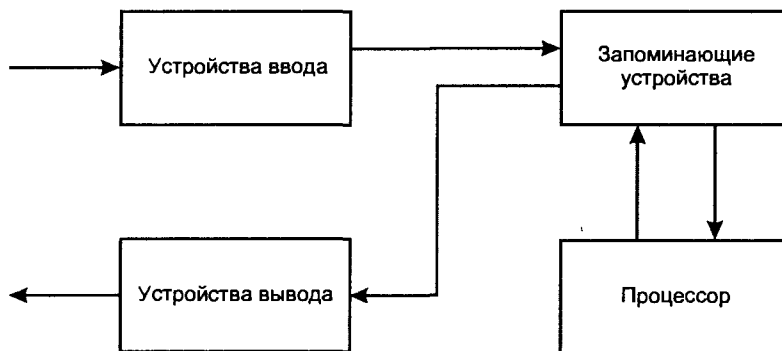 Устройства ввода
Запоминающие
устройства
Устройства вывода
Процессор